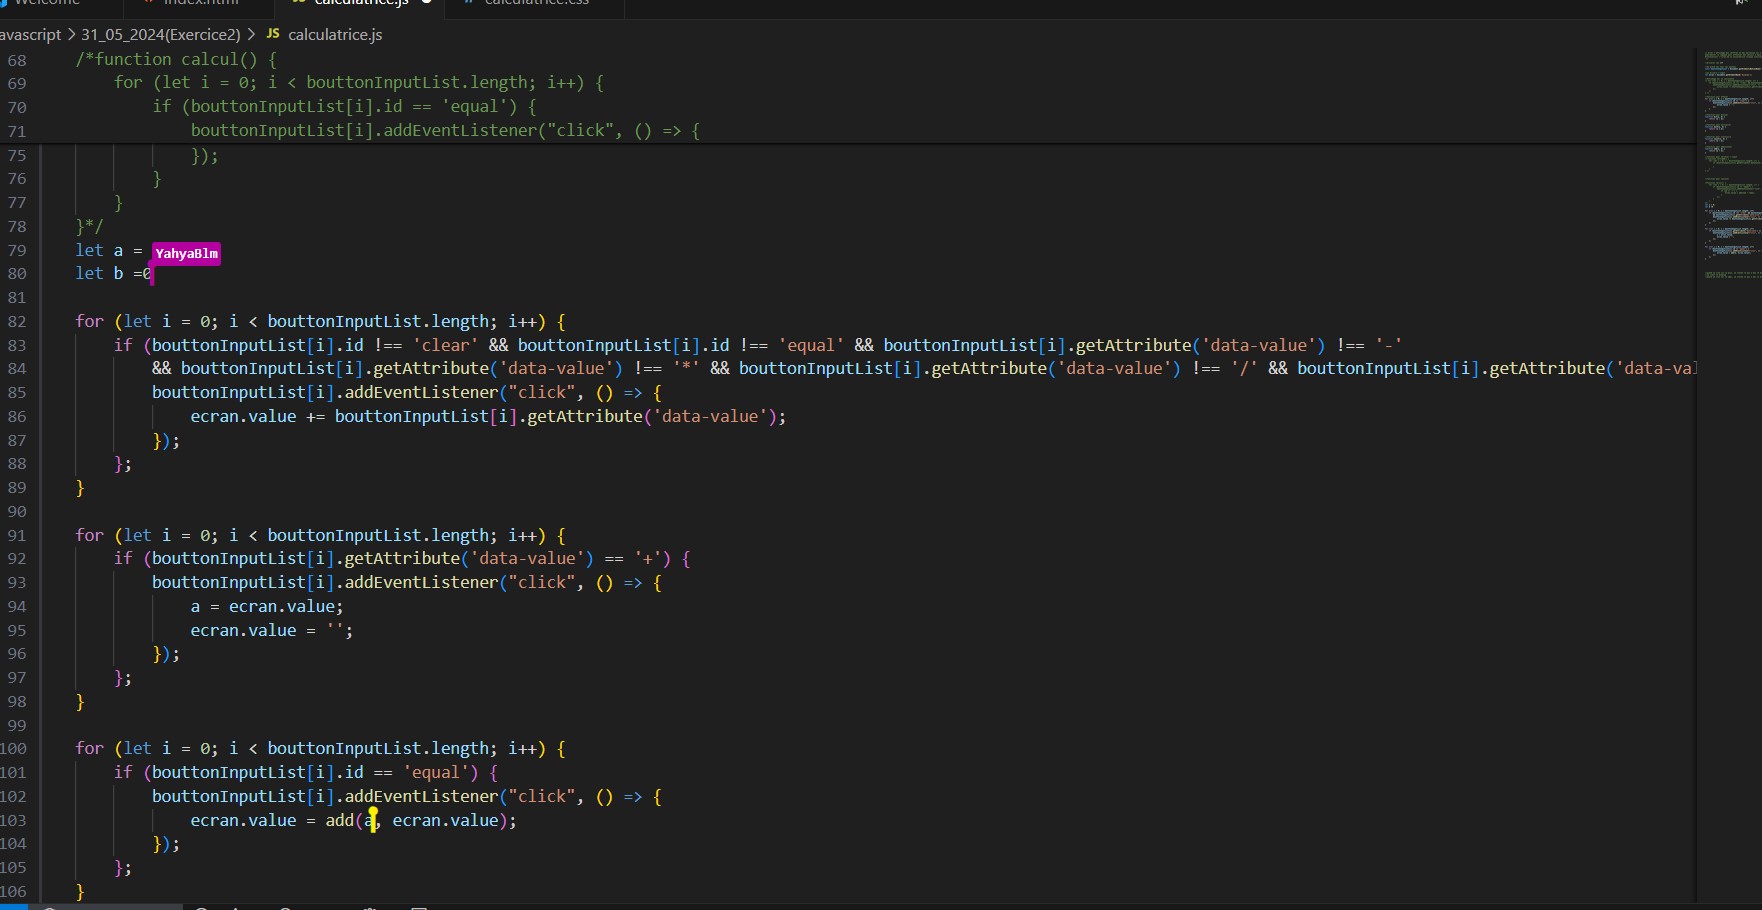 Welcome index.html calculatrice.js calculatrice.css
avascript > 31_05_2024(Exercice2) > JS calculatrice.js
68 /*function calcul() {
69 for (let i = 0; i < bouttonInputList.length; i++) {
70 if (bouttonInputList[i].id == 'equal') {
71 bouttonInputList[i].addEventListener("click", () => {
75 });
76 }
77 }
78 }*/
79 let a = YahyaBlm
80 let b =0
81
82 for (let i = 0; i < bouttonInputList.length; i++) {
83 if (bouttonInputList[i].id !== 'clear' && bouttonInputList[i].id !== 'equal' && bouttonInputList[i].getAttribute('data-value') !== '-'
84 && bouttonInputList[i].getAttribute('data-value') !== '*' && bouttonInputList[i].getAttribute('data-value') !== '/' && bouttonInputList[i].getAttribute('data-val
85 bouttonInputList[i].addEventListener("click", () => {
86 ecran.value += bouttonInputList[i].getAttribute('data-value');
87 });
88 };
89 }
90
91 for (let i = 0; i < bouttonInputList.length; i++) {
92 if (bouttonInputList[i].getAttribute('data-value') == '+') {
93 bouttonInputList[i].addEventListener("click", () => {
94 a = ecran.value;
95 ecran.value = '';
96 });
97 };
98 }
99
100 for (let i = 0; i < bouttonInputList.length; i++) {
101 if (bouttonInputList[i].id == 'equal') {
102 bouttonInputList[i].addEventListener("click", () => {
103 ecran.value = add(a, ecran.value);
104 });
105 };
106 }